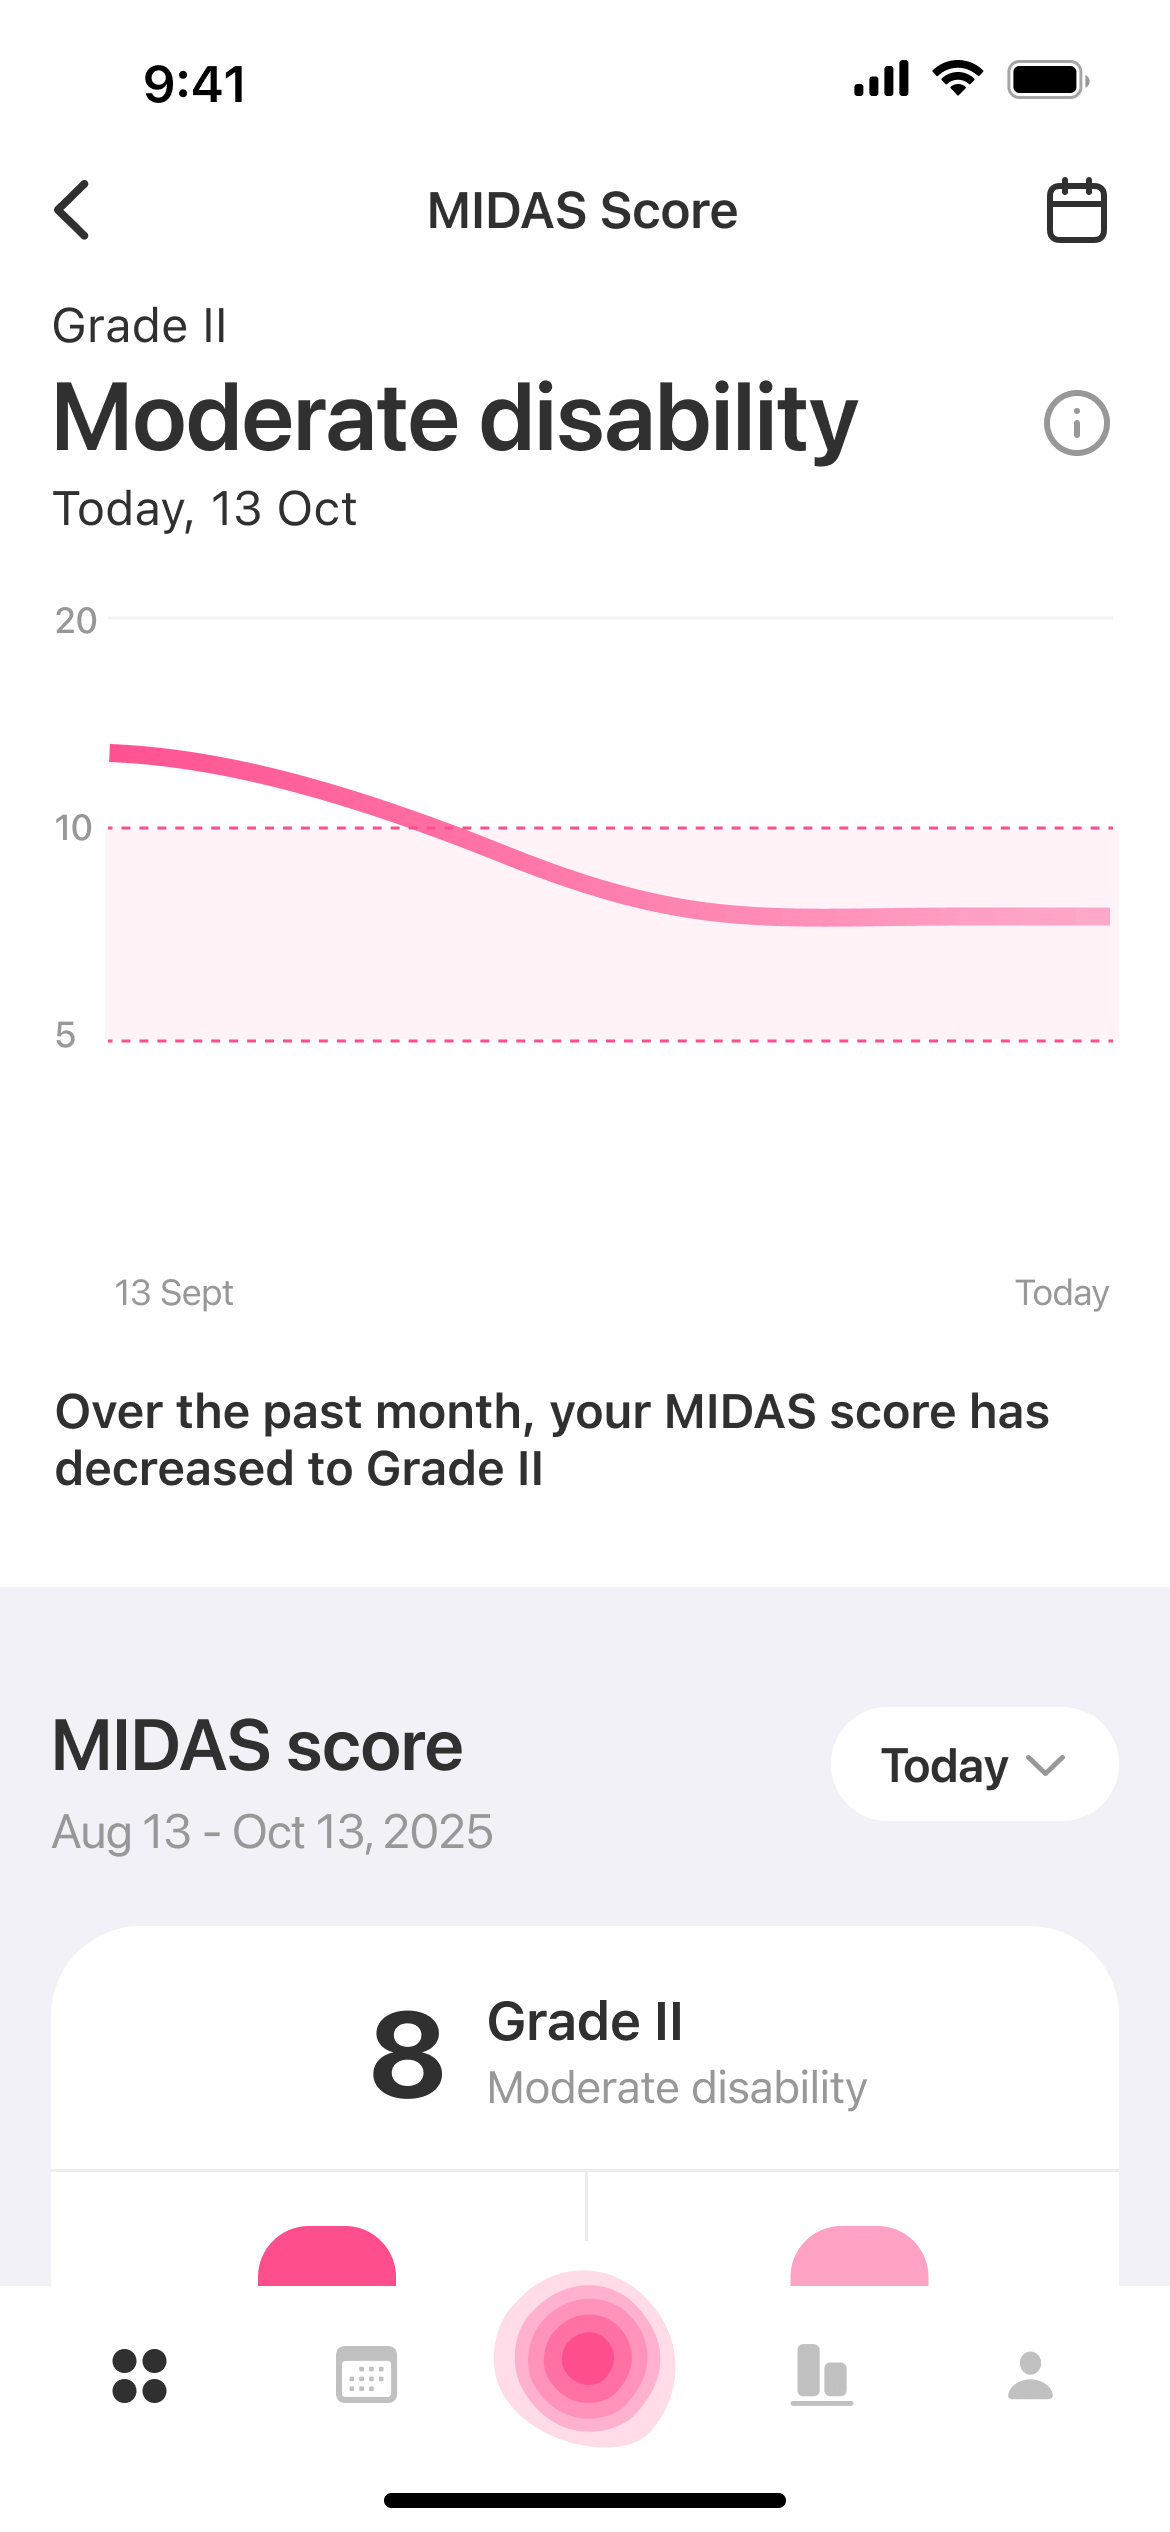 9:41
MIDAS Score
Grade II
Moderate disability
Today, 13 Oct
20
10
5
13 Sept
Today
Over the past month, your MIDAS score has
decreased to Grade II
MIDAS score
Today
Aug 13 - Oct 13, 2025
8
Grade II
Moderate disability